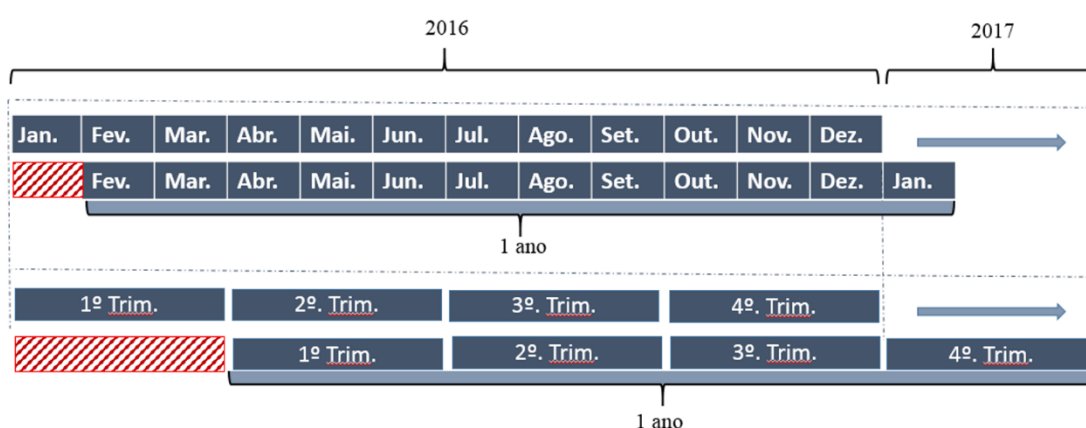 2016
2017
Jan. Fev. Mar. Abr. Mai. Jun. Jul. Ago. Set. Out. Nov. Dez.
Fev. Mar. Abr. Mai. Jun. Jul. Ago. Set. Out. Nov. Dez. Jan.
1 ano
1º Trim. 2º. Trim. 3º. Trim. 4º. Trim.
1º Trim. 2º. Trim. 3º. Trim. 4º. Trim.
1 ano